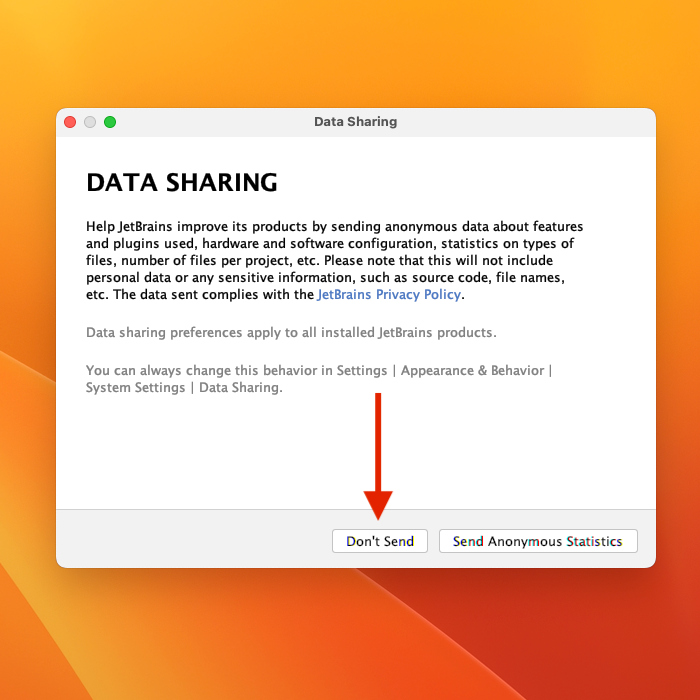 Data Sharing
DATA SHARING
Help JetBrains improve its products by sending anonymous data about features
and plugins used, hardware and software configuration, statistics on types of
files, number of files per project, etc. Please note that this will not include
personal data or any sensitive information, such as source code, file names,
etc. The data sent complies with the JetBrains Privacy Policy.
Data sharing preferences apply to all installed JetBrains products.
You can always change this behavior in Settings | Appearance & Behavior |
System Settings | Data Sharing.
Don't Send
Send Anonymous Statistics